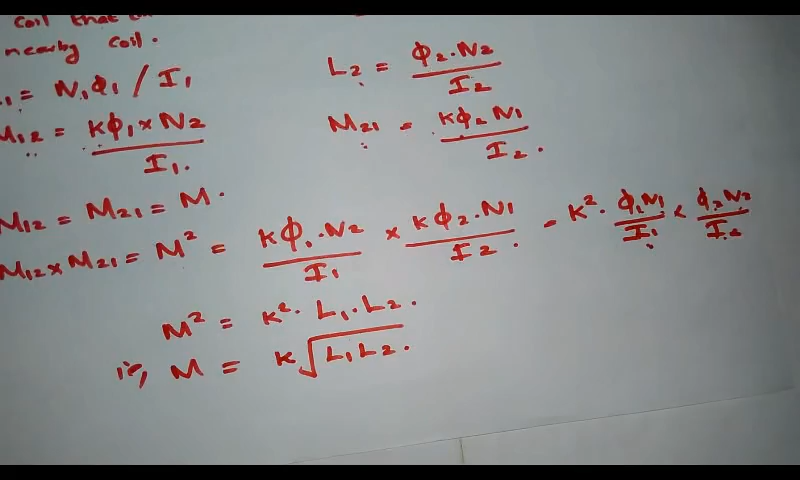 coil that
nearby coil.
L₂ = Φ₂·N₂ / I₂
₁ = N₁Φ₁ / I₁
M₁₂ = KΦ₁ × N₂ / I₁.
M₂₁ = KΦ₂ N₁ / I₂.
M₁₂ = M₂₁ = M.
M₁₂ × M₂₁ = M² = KΦ₁·N₂ / I₁ × KΦ₂·N₁ / I₂. = K²· Φ₁N₁ / I₁ × Φ₂N₂ / I₂
M² = K²· L₁·L₂.
ie, M = K√L₁L₂.